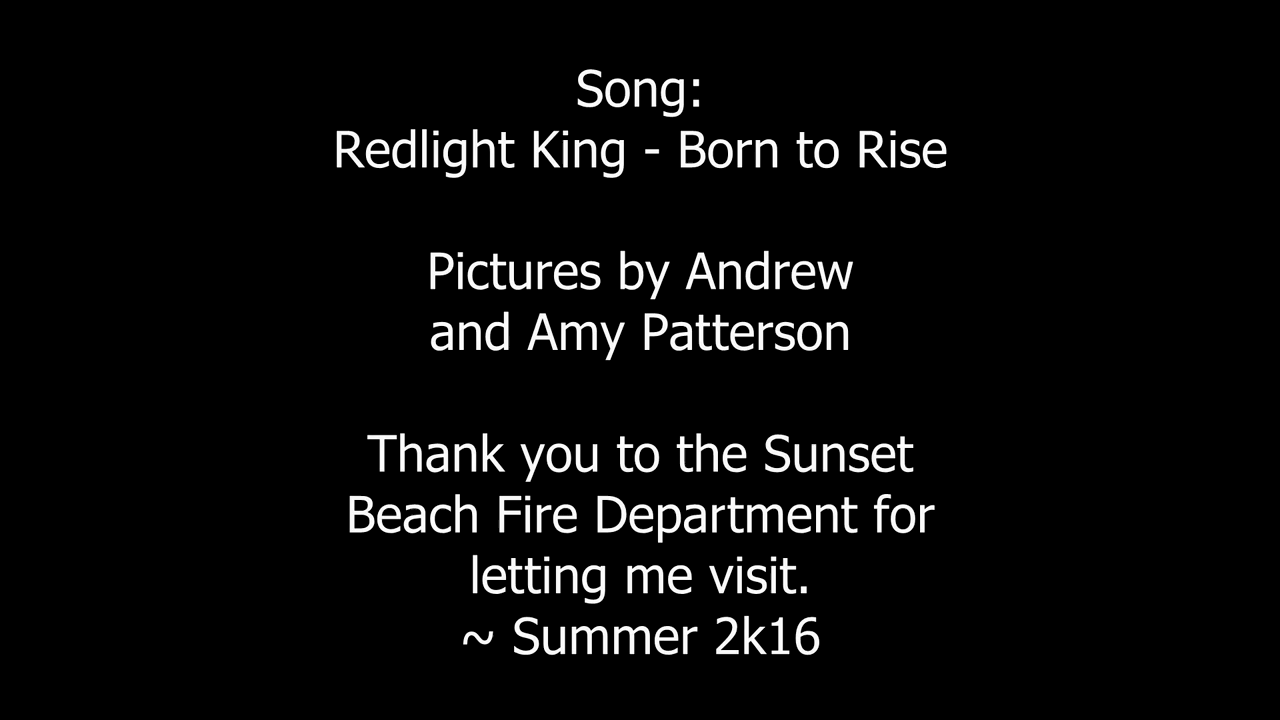 Song:
Redlight King - Born to Rise
Pictures by Andrew
and Amy Patterson
Thank you to the Sunset
Beach Fire Department for
letting me visit.
~ Summer 2k16